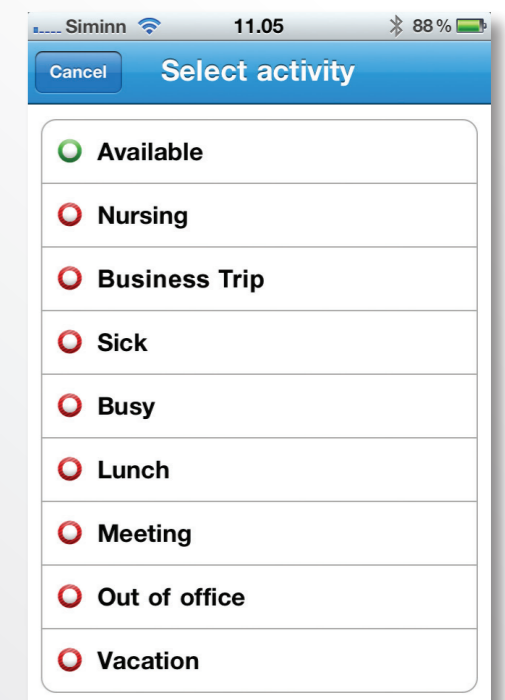 Siminn 11.05 88 %
Cancel Select activity
Available
Nursing
Business Trip
Sick
Busy
Lunch
Meeting
Out of office
Vacation